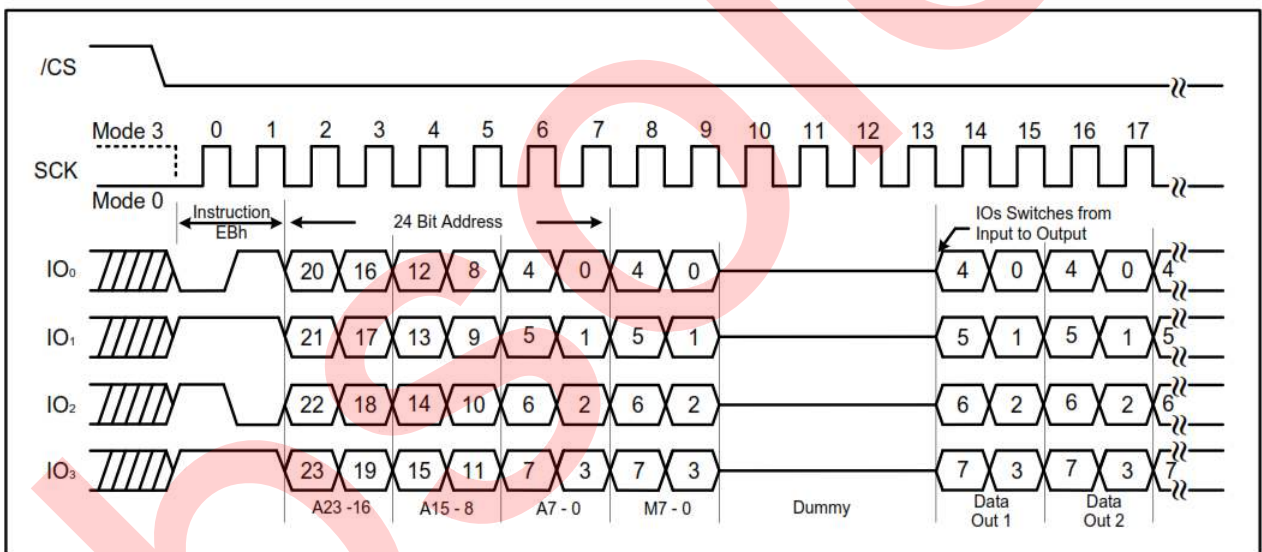 /CS
Mode 3 0 1 2 3 4 5 6 7 8 9 10 11 12 13 14 15 16 17
SCK
Mode 0
Instruction
EBh
24 Bit Address
IOs Switches from
Input to Output
IO₀ 20 16 12 8 4 0 4 0 4 0 4 0 4
IO₁ 21 17 13 9 5 1 5 1 5 1 5 1 5
IO₂ 22 18 14 10 6 2 6 2 6 2 6 2 6
IO₃ 23 19 15 11 7 3 7 3 7 3 7 3 7
A23 -16 A15 - 8 A7 - 0 M7 - 0 Dummy Data
Out 1 Data
Out 2